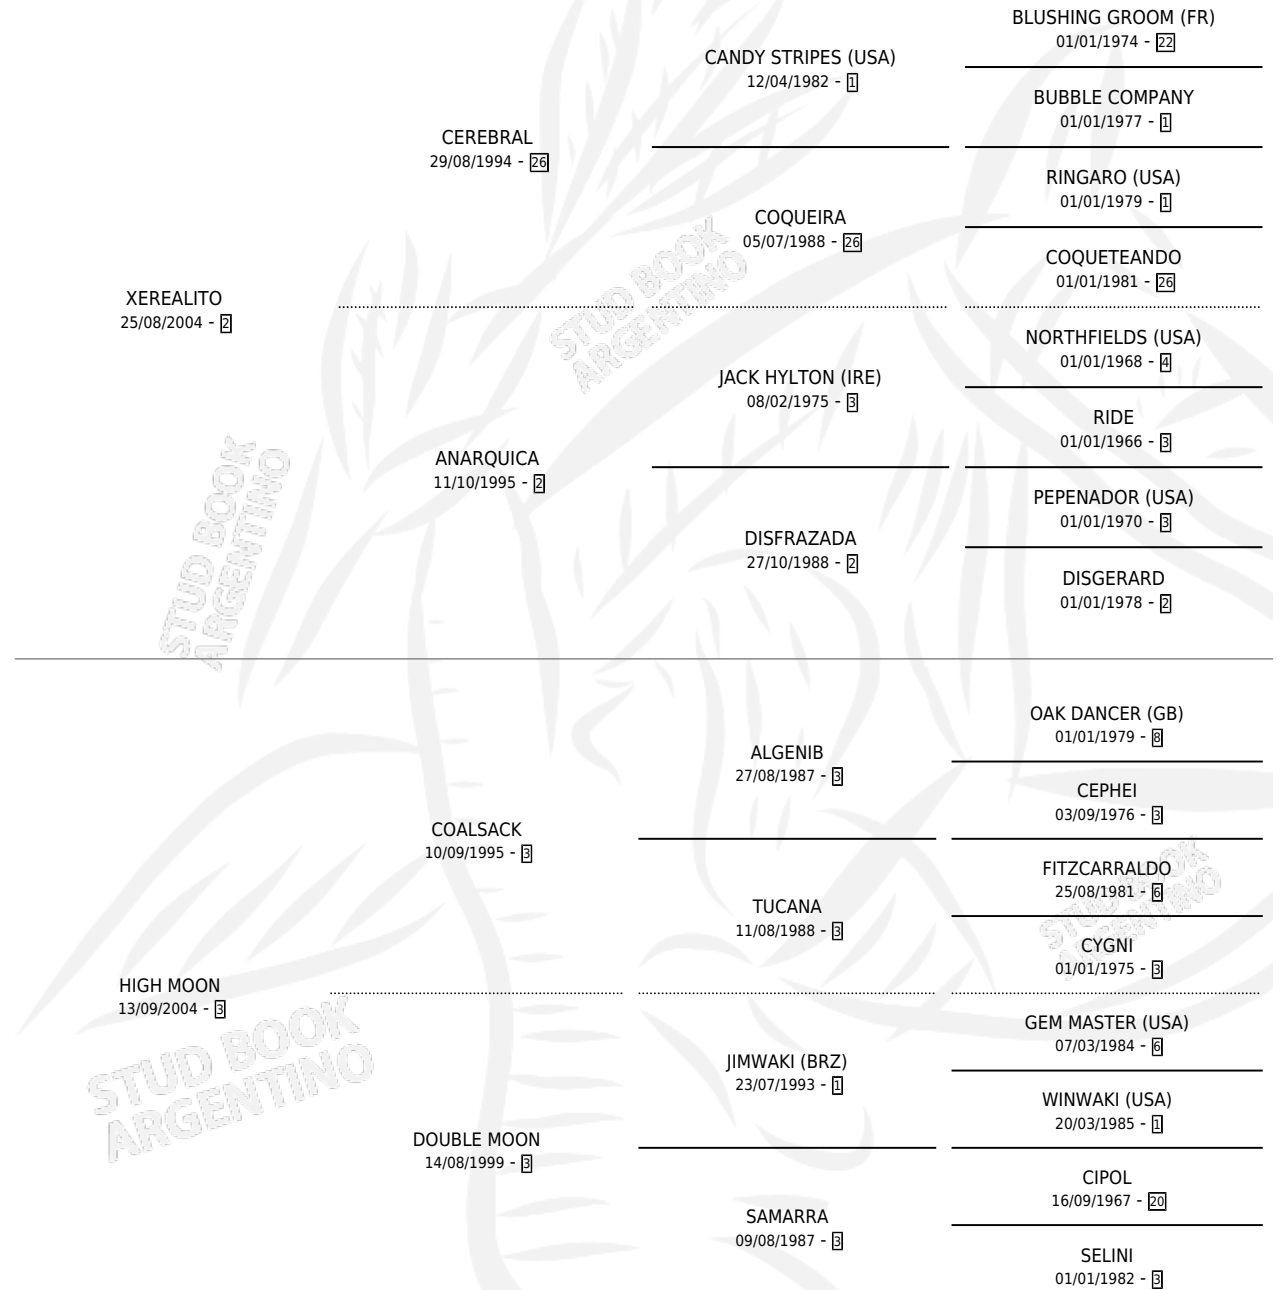 BLUSHING GROOM (FR)
01/01/1974 - 22
CANDY STRIPES (USA)
12/04/1982 - 1
BUBBLE COMPANY
01/01/1977 - 1
CEREBRAL
29/08/1994 - 26
RINGARO (USA)
01/01/1979 - 1
COQUEIRA
05/07/1988 - 26
COQUETEANDO
01/01/1981 - 26
XEREALITO
25/08/2004 - 2
NORTHFIELDS (USA)
01/01/1968 - 4
JACK HYLTON (IRE)
08/02/1975 - 3
RIDE
01/01/1966 - 3
ANARQUICA
11/10/1995 - 2
PEPENADOR (USA)
01/01/1970 - 3
DISFRAZADA
27/10/1988 - 2
DISGERARD
01/01/1978 - 2
OAK DANCER (GB)
01/01/1979 - 8
ALGENIB
27/08/1987 - 3
CEPHEI
03/09/1976 - 3
COALSACK
10/09/1995 - 3
FITZCARRALDO
25/08/1981 - 6
TUCANA
11/08/1988 - 3
CYGNI
01/01/1975 - 3
HIGH MOON
13/09/2004 - 3
GEM MASTER (USA)
07/03/1984 - 6
JIMWAKI (BRZ)
23/07/1993 - 1
WINWAKI (USA)
20/03/1985 - 1
DOUBLE MOON
14/08/1999 - 3
CIPOL
16/09/1967 - 20
SAMARRA
09/08/1987 - 3
SELINI
01/01/1982 - 3
STUD BOOK
ARGENTINO
STUD BOOK
ARGENTINO
STUD BOOK
ARGENTINO
STUD BOOK
ARGENTINO